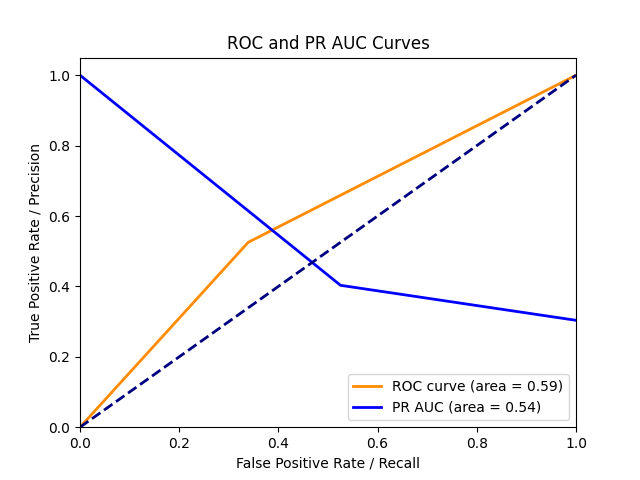 ROC and PR AUC Curves
True Positive Rate / Precision
1.0
0.8
0.6
0.4
0.2
0.0
ROC curve (area = 0.59)
PR AUC (area = 0.54)
0.0 0.2 0.4 0.6 0.8 1.0
False Positive Rate / Recall